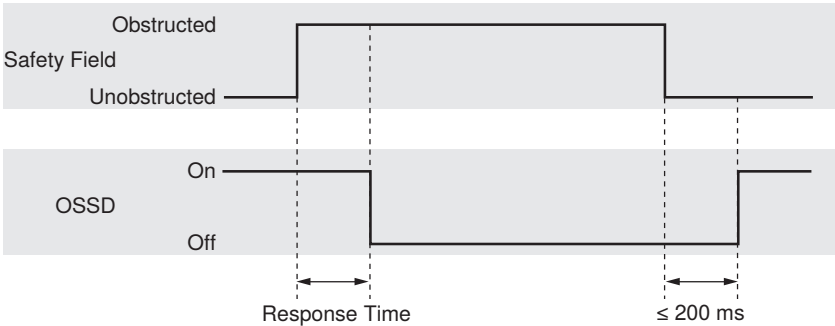 Obstructed
Safety Field
Unobstructed
On
OSSD
Off
Response Time
≤ 200 ms